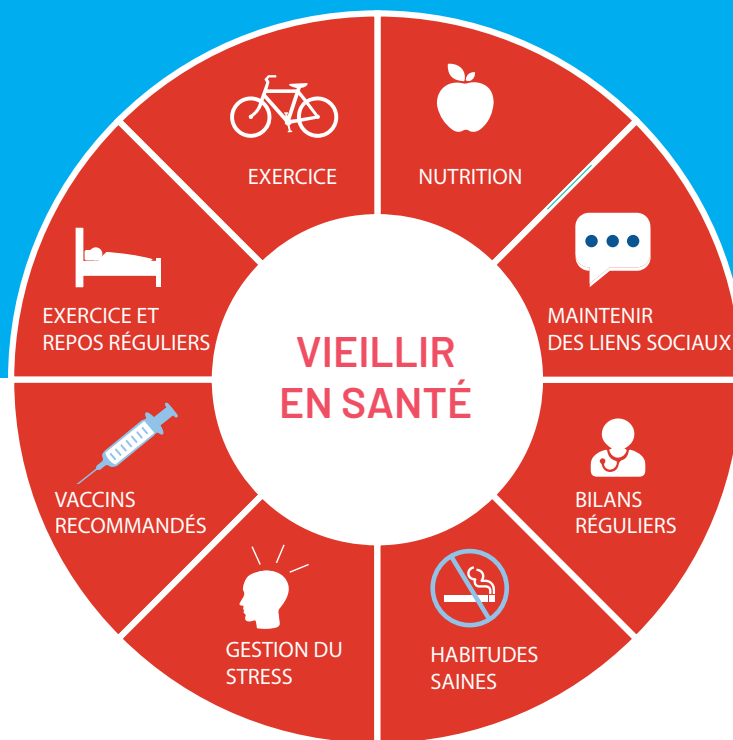 EXERCICE
NUTRITION
EXERCICE ET
REPOS RÉGULIERS
MAINTENIR
DES LIENS SOCIAUX
VIEILLIR
EN SANTÉ
VACCINS
RECOMMANDÉS
BILANS
RÉGULIERS
GESTION DU
STRESS
HABITUDES
SAINES